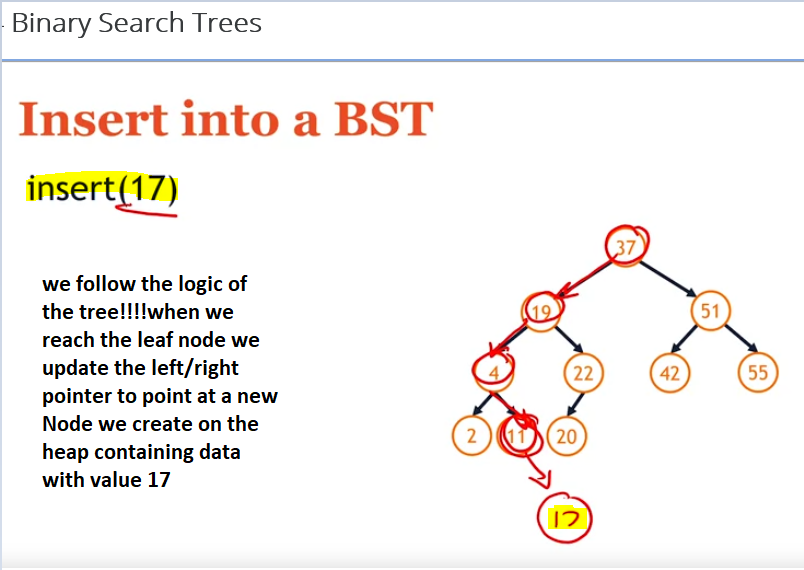 Binary Search Trees
Insert into a BST
insert(17)
we follow the logic of
the tree!!!!when we
reach the leaf node we
update the left/right
pointer to point at a new
Node we create on the
heap containing data
with value 17
37
19
51
4
22
42
55
2
11
20
17